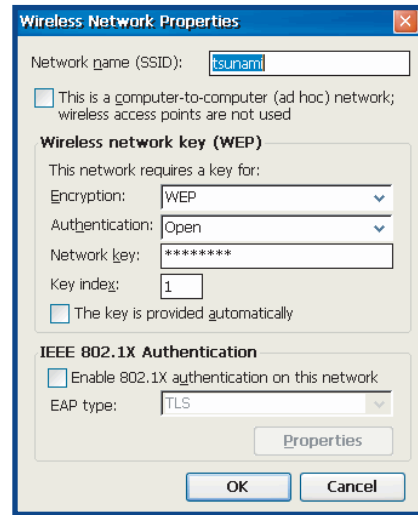 Wireless Network Properties
Network name (SSID): tsunami
This is a computer-to-computer (ad hoc) network;
wireless access points are not used
Wireless network key (WEP)
This network requires a key for:
Encryption: WEP
Authentication: Open
Network key: ********
Key index: 1
The key is provided automatically
IEEE 802.1X Authentication
Enable 802.1X authentication on this network
EAP type: TLS
Properties
OK Cancel